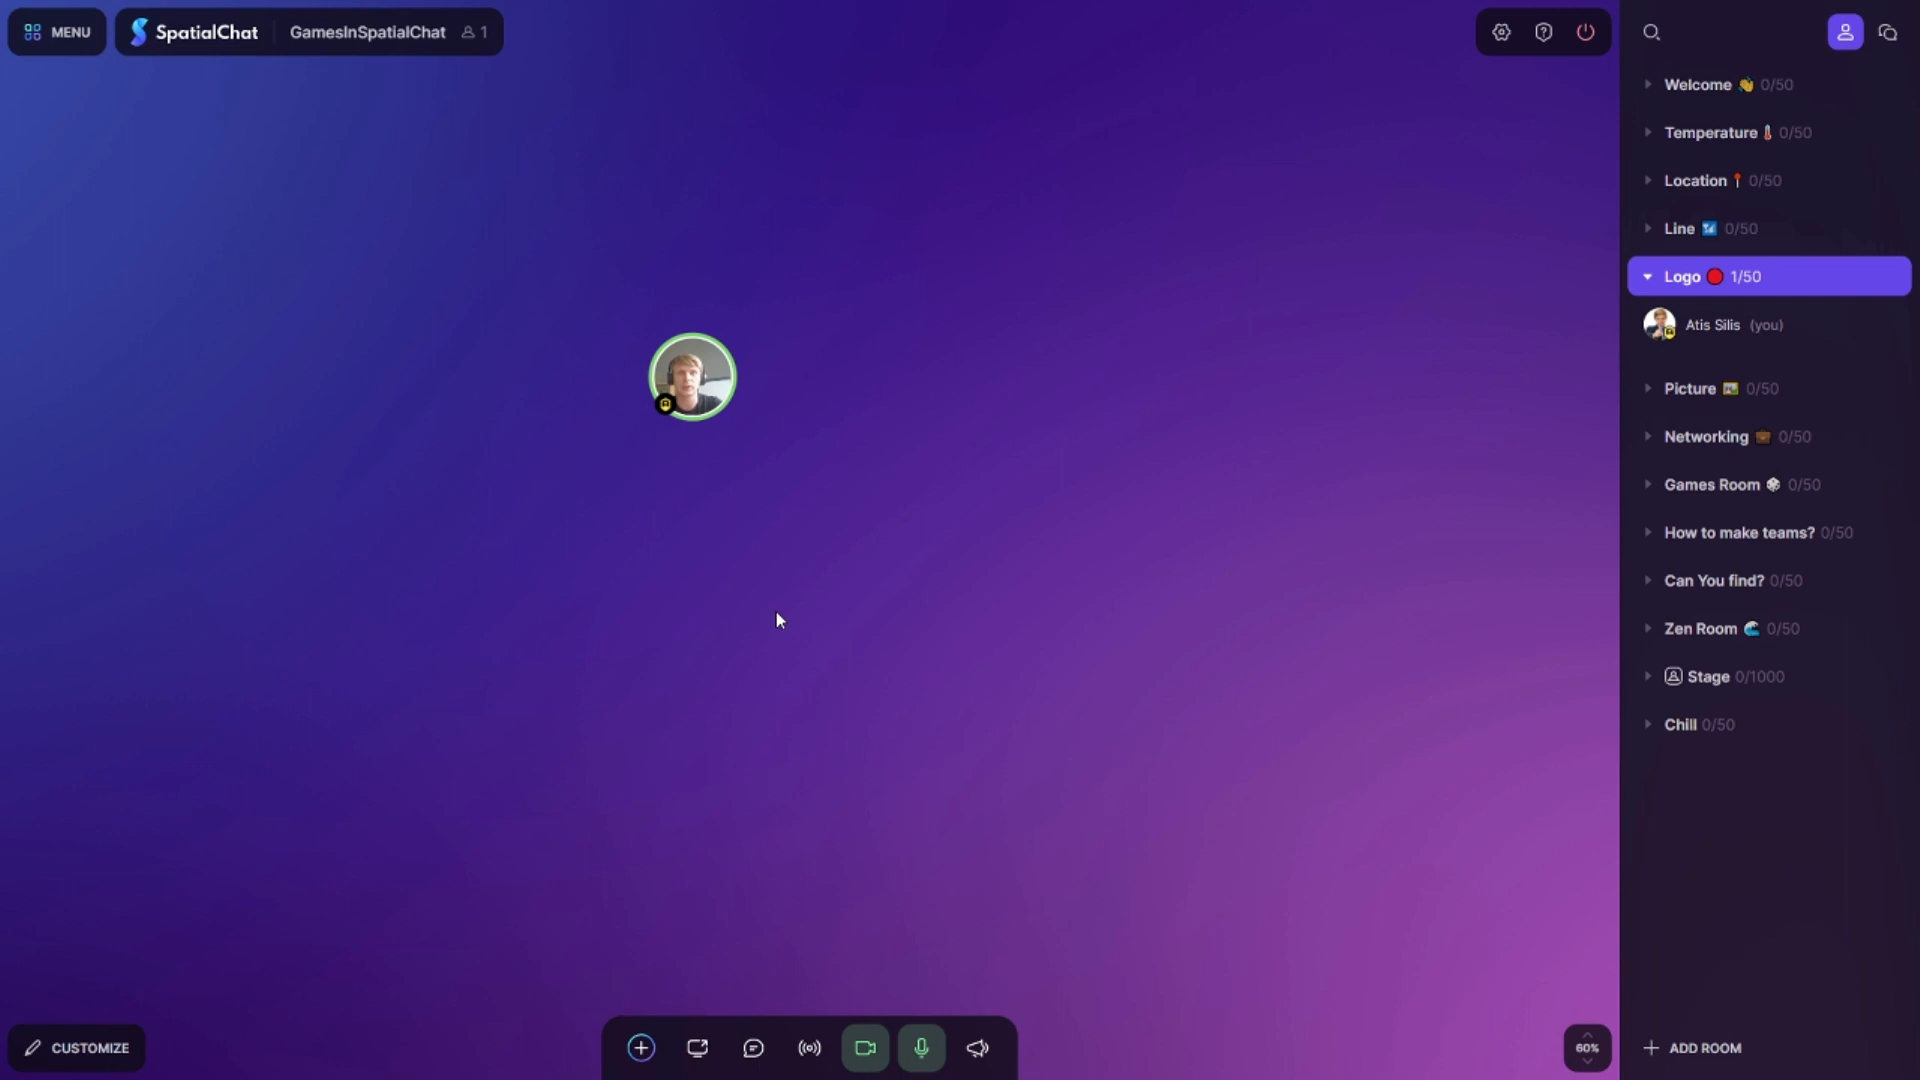 MENU
SpatialChat
GamesInSpatialChat 1
Welcome 👋 0/50
Temperature 🌡 0/50
Location 📍 0/50
Line 📶 0/50
Logo 🔴 1/50
Atis Silis (you)
Picture 🖼 0/50
Networking 💼 0/50
Games Room 🎲 0/50
How to make teams? 0/50
Can You find? 0/50
Zen Room 🌊 0/50
Stage 0/1000
Chill 0/50
CUSTOMIZE
60%
ADD ROOM